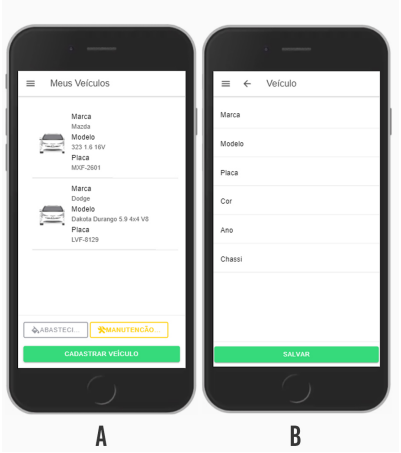 Meus Veículos
Marca
Mazda
Modelo
323 1.6 16V
Placa
MXF-2601
Marca
Dodge
Modelo
Dakota Durango 5.9 4x4 V8
Placa
LVF-8129
ABASTECI...
MANUTENCÃO...
CADASTRAR VEÍCULO
A
Veículo
Marca
Modelo
Placa
Cor
Ano
Chassi
SALVAR
B